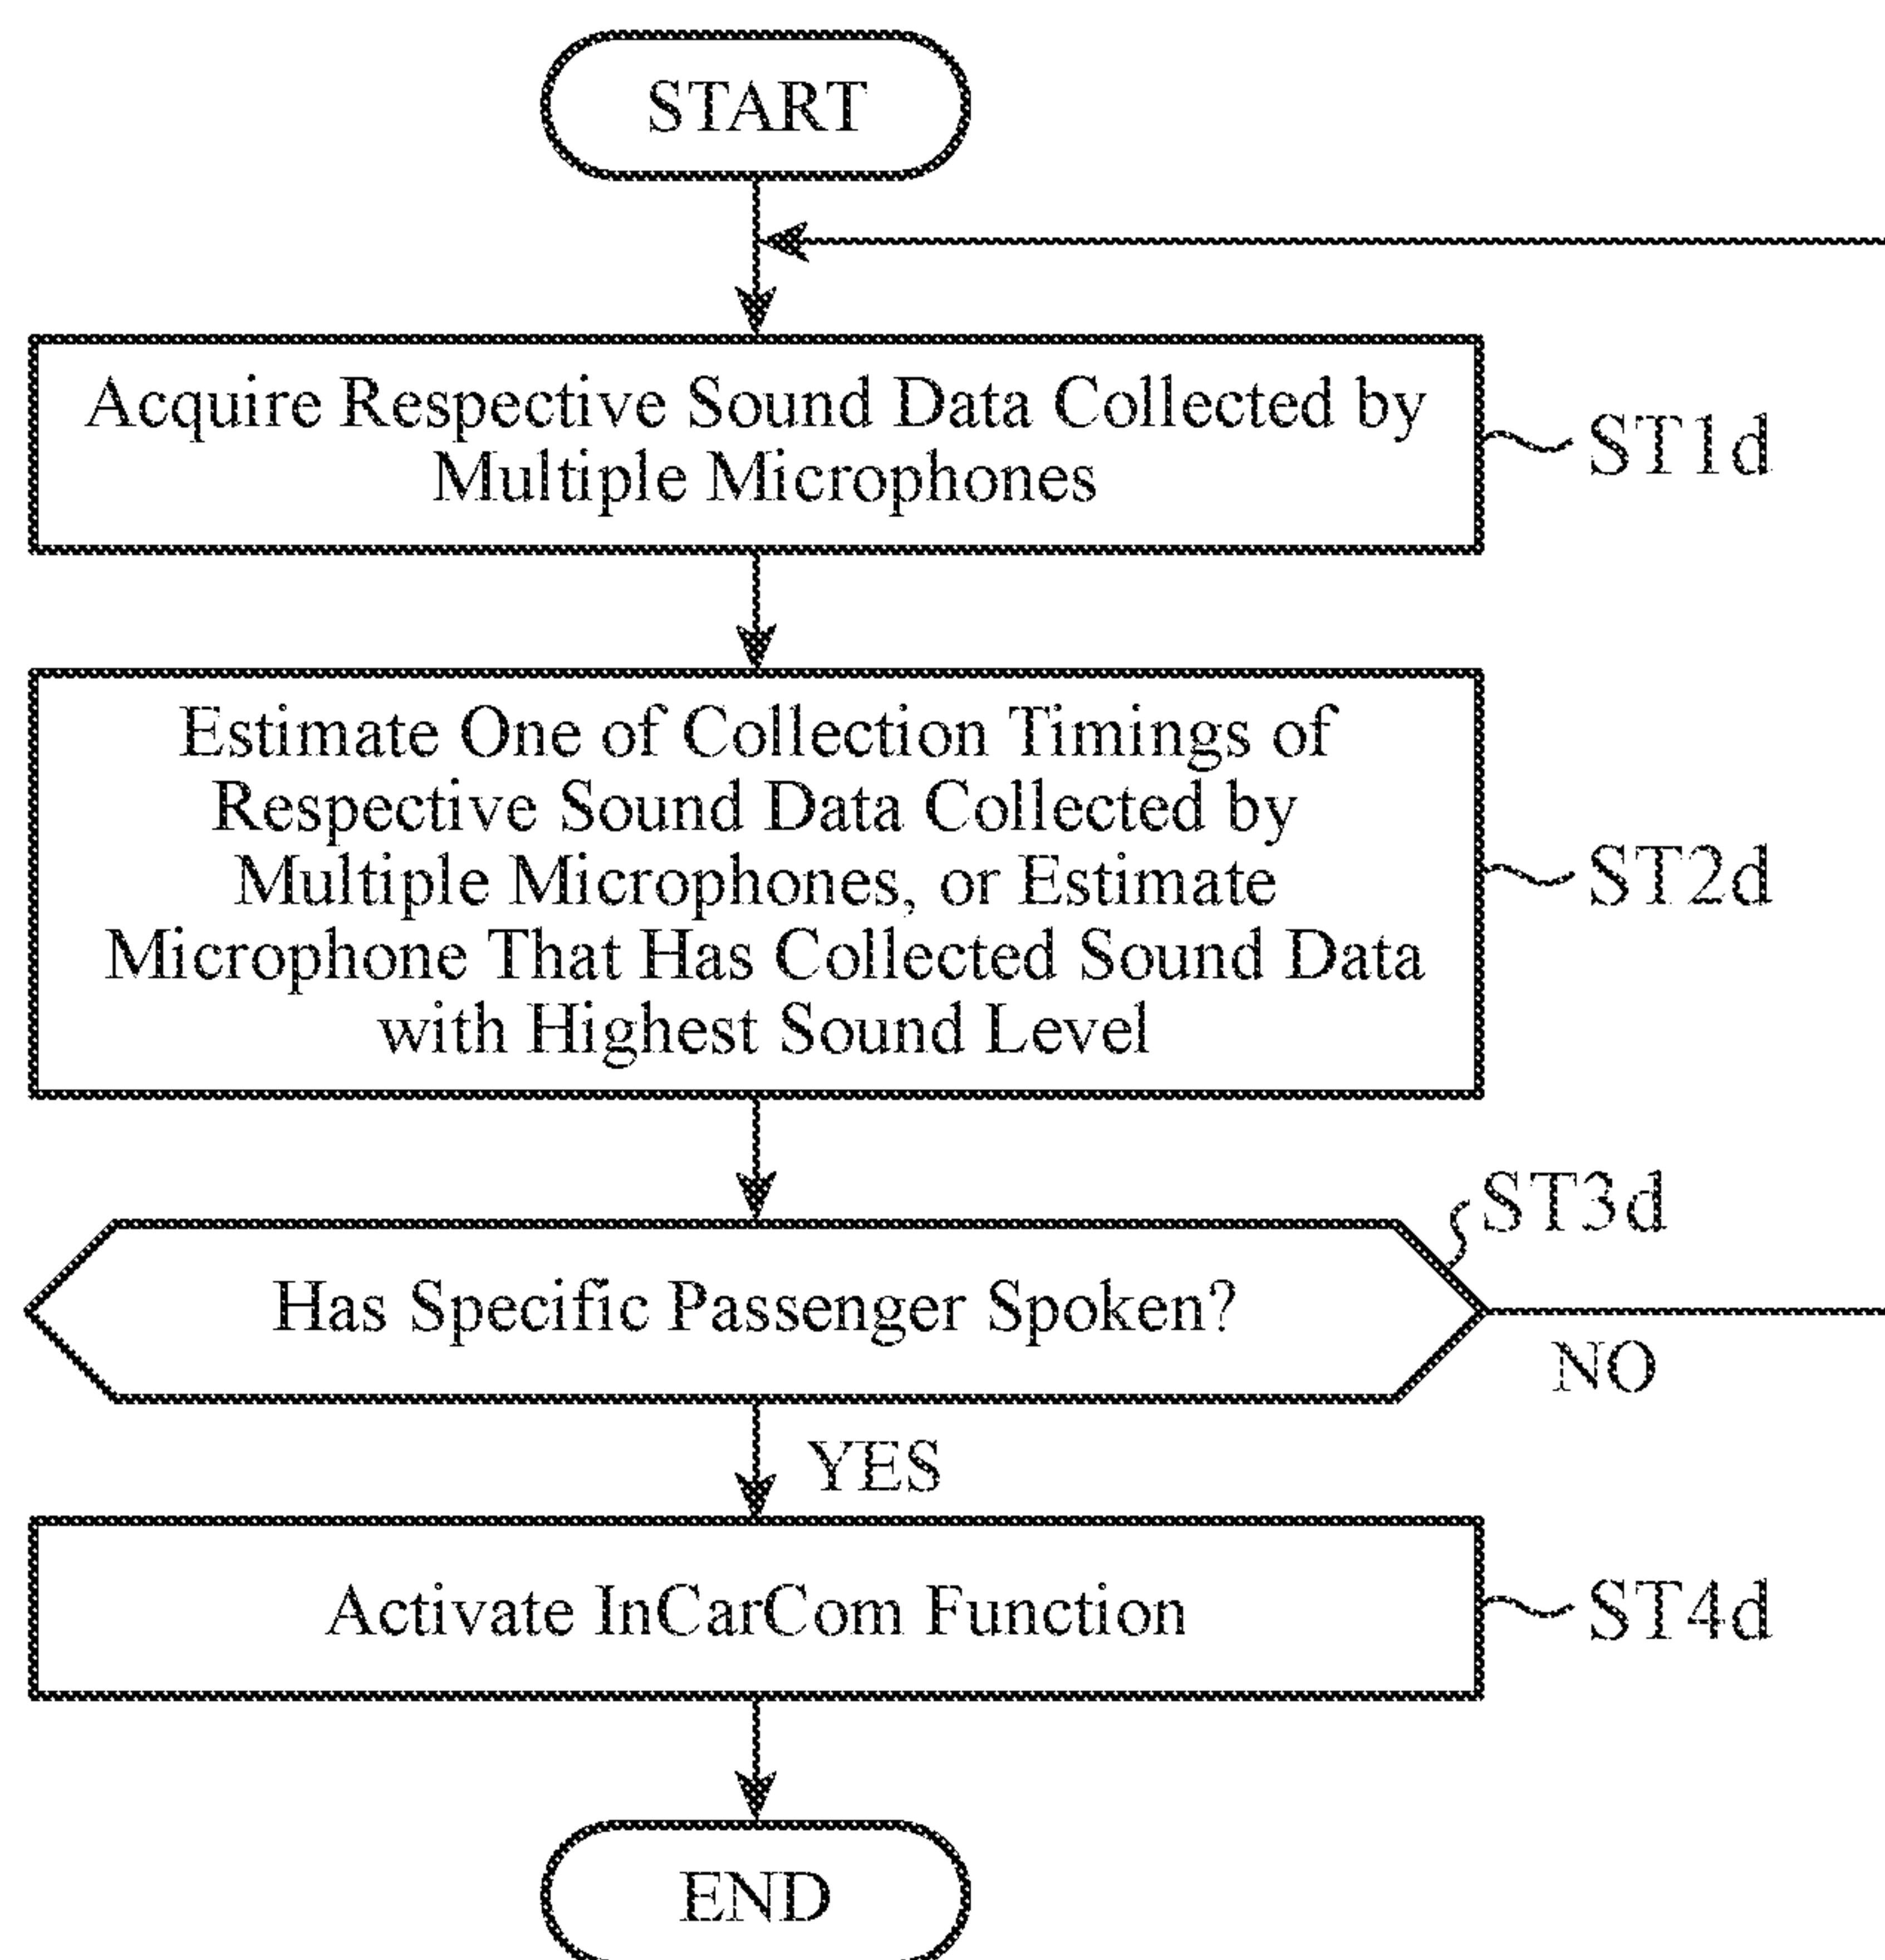 START
Acquire Respective Sound Data Collected by
Multiple Microphones
ST1d
Estimate One of Collection Timings of
Respective Sound Data Collected by
Multiple Microphones, or Estimate
Microphone That Has Collected Sound Data
with Highest Sound Level
ST2d
ST3d
Has Specific Passenger Spoken?
NO
YES
Activate InCarCom Function
ST4d
END